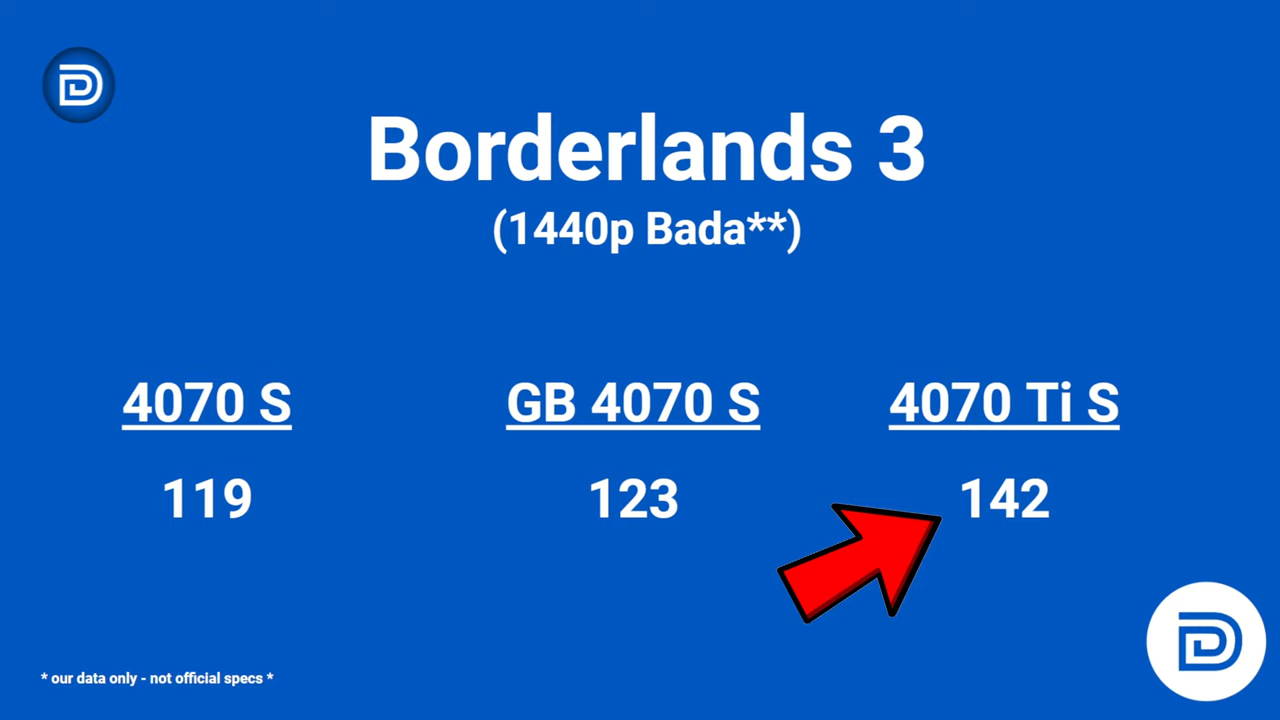 Borderlands 3
(1440p Bada**)
4070 S
GB 4070 S
4070 Ti S
119
123
142
* our data only - not official specs *